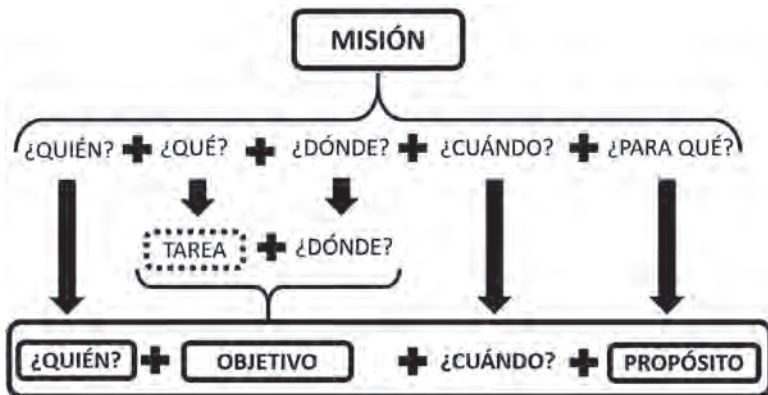 MISIÓN
¿QUIÉN? + ¿QUÉ? + ¿DÓNDE? + ¿CUÁNDO? + ¿PARA QUÉ?
TAREA + ¿DÓNDE?
¿QUIÉN? + OBJETIVO + ¿CUÁNDO? + PROPÓSITO